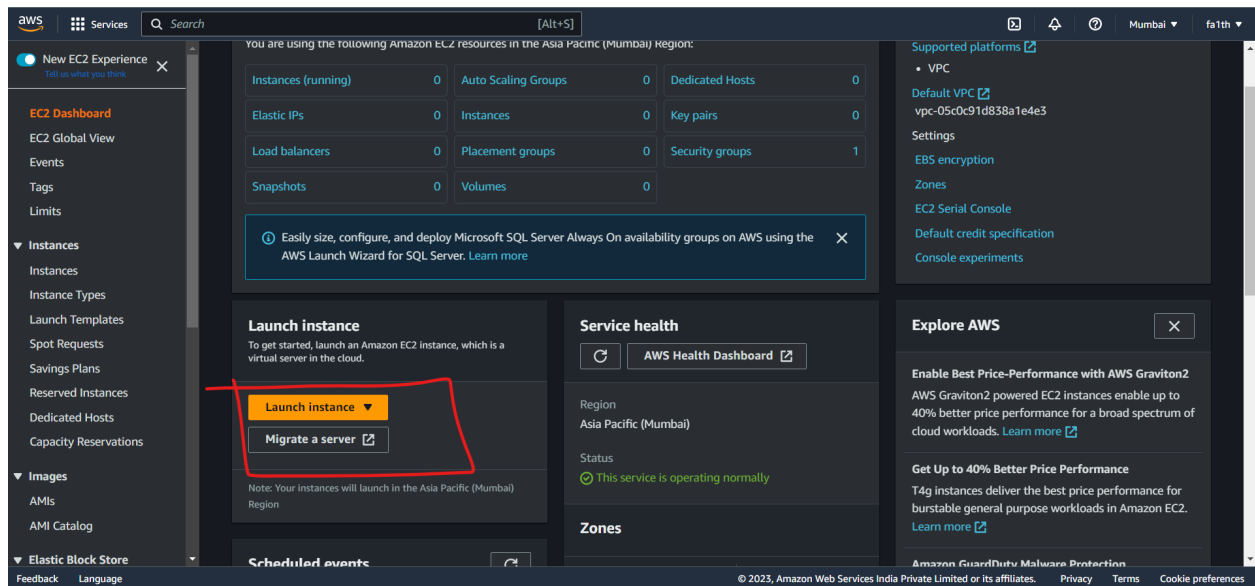 aws
Services
Search
[Alt+S]
Mumbai ▼
fa1th ▼
New EC2 Experience
Tell us what you think
EC2 Dashboard
EC2 Global View
Events
Tags
Limits
▼ Instances
Instances
Instance Types
Launch Templates
Spot Requests
Savings Plans
Reserved Instances
Dedicated Hosts
Capacity Reservations
▼ Images
AMIs
AMI Catalog
▼ Elastic Block Store
You are using the following Amazon EC2 resources in the Asia Pacific (Mumbai) Region:
Instances (running) 0
Auto Scaling Groups 0
Dedicated Hosts 0
Elastic IPs 0
Instances 0
Key pairs 0
Load balancers 0
Placement groups 0
Security groups 1
Snapshots 0
Volumes 0
Easily size, configure, and deploy Microsoft SQL Server Always On availability groups on AWS using the
AWS Launch Wizard for SQL Server. Learn more
Launch instance
To get started, launch an Amazon EC2 instance, which is a
virtual server in the cloud.
Launch instance ▼
Migrate a server
Note: Your instances will launch in the Asia Pacific (Mumbai)
Region
Scheduled events
Service health
AWS Health Dashboard
Region
Asia Pacific (Mumbai)
Status
This service is operating normally
Zones
Supported platforms
• VPC
Default VPC
vpc-05c0c91d838a1e4e3
Settings
EBS encryption
Zones
EC2 Serial Console
Default credit specification
Console experiments
Explore AWS
Enable Best Price-Performance with AWS Graviton2
AWS Graviton2 powered EC2 instances enable up to
40% better price performance for a broad spectrum of
cloud workloads. Learn more
Get Up to 40% Better Price Performance
T4g instances deliver the best price performance for
burstable general purpose workloads in Amazon EC2.
Learn more
Amazon GuardDuty Malware Protection
Feedback
Language
© 2023, Amazon Web Services India Private Limited or its affiliates.
Privacy
Terms
Cookie preferences